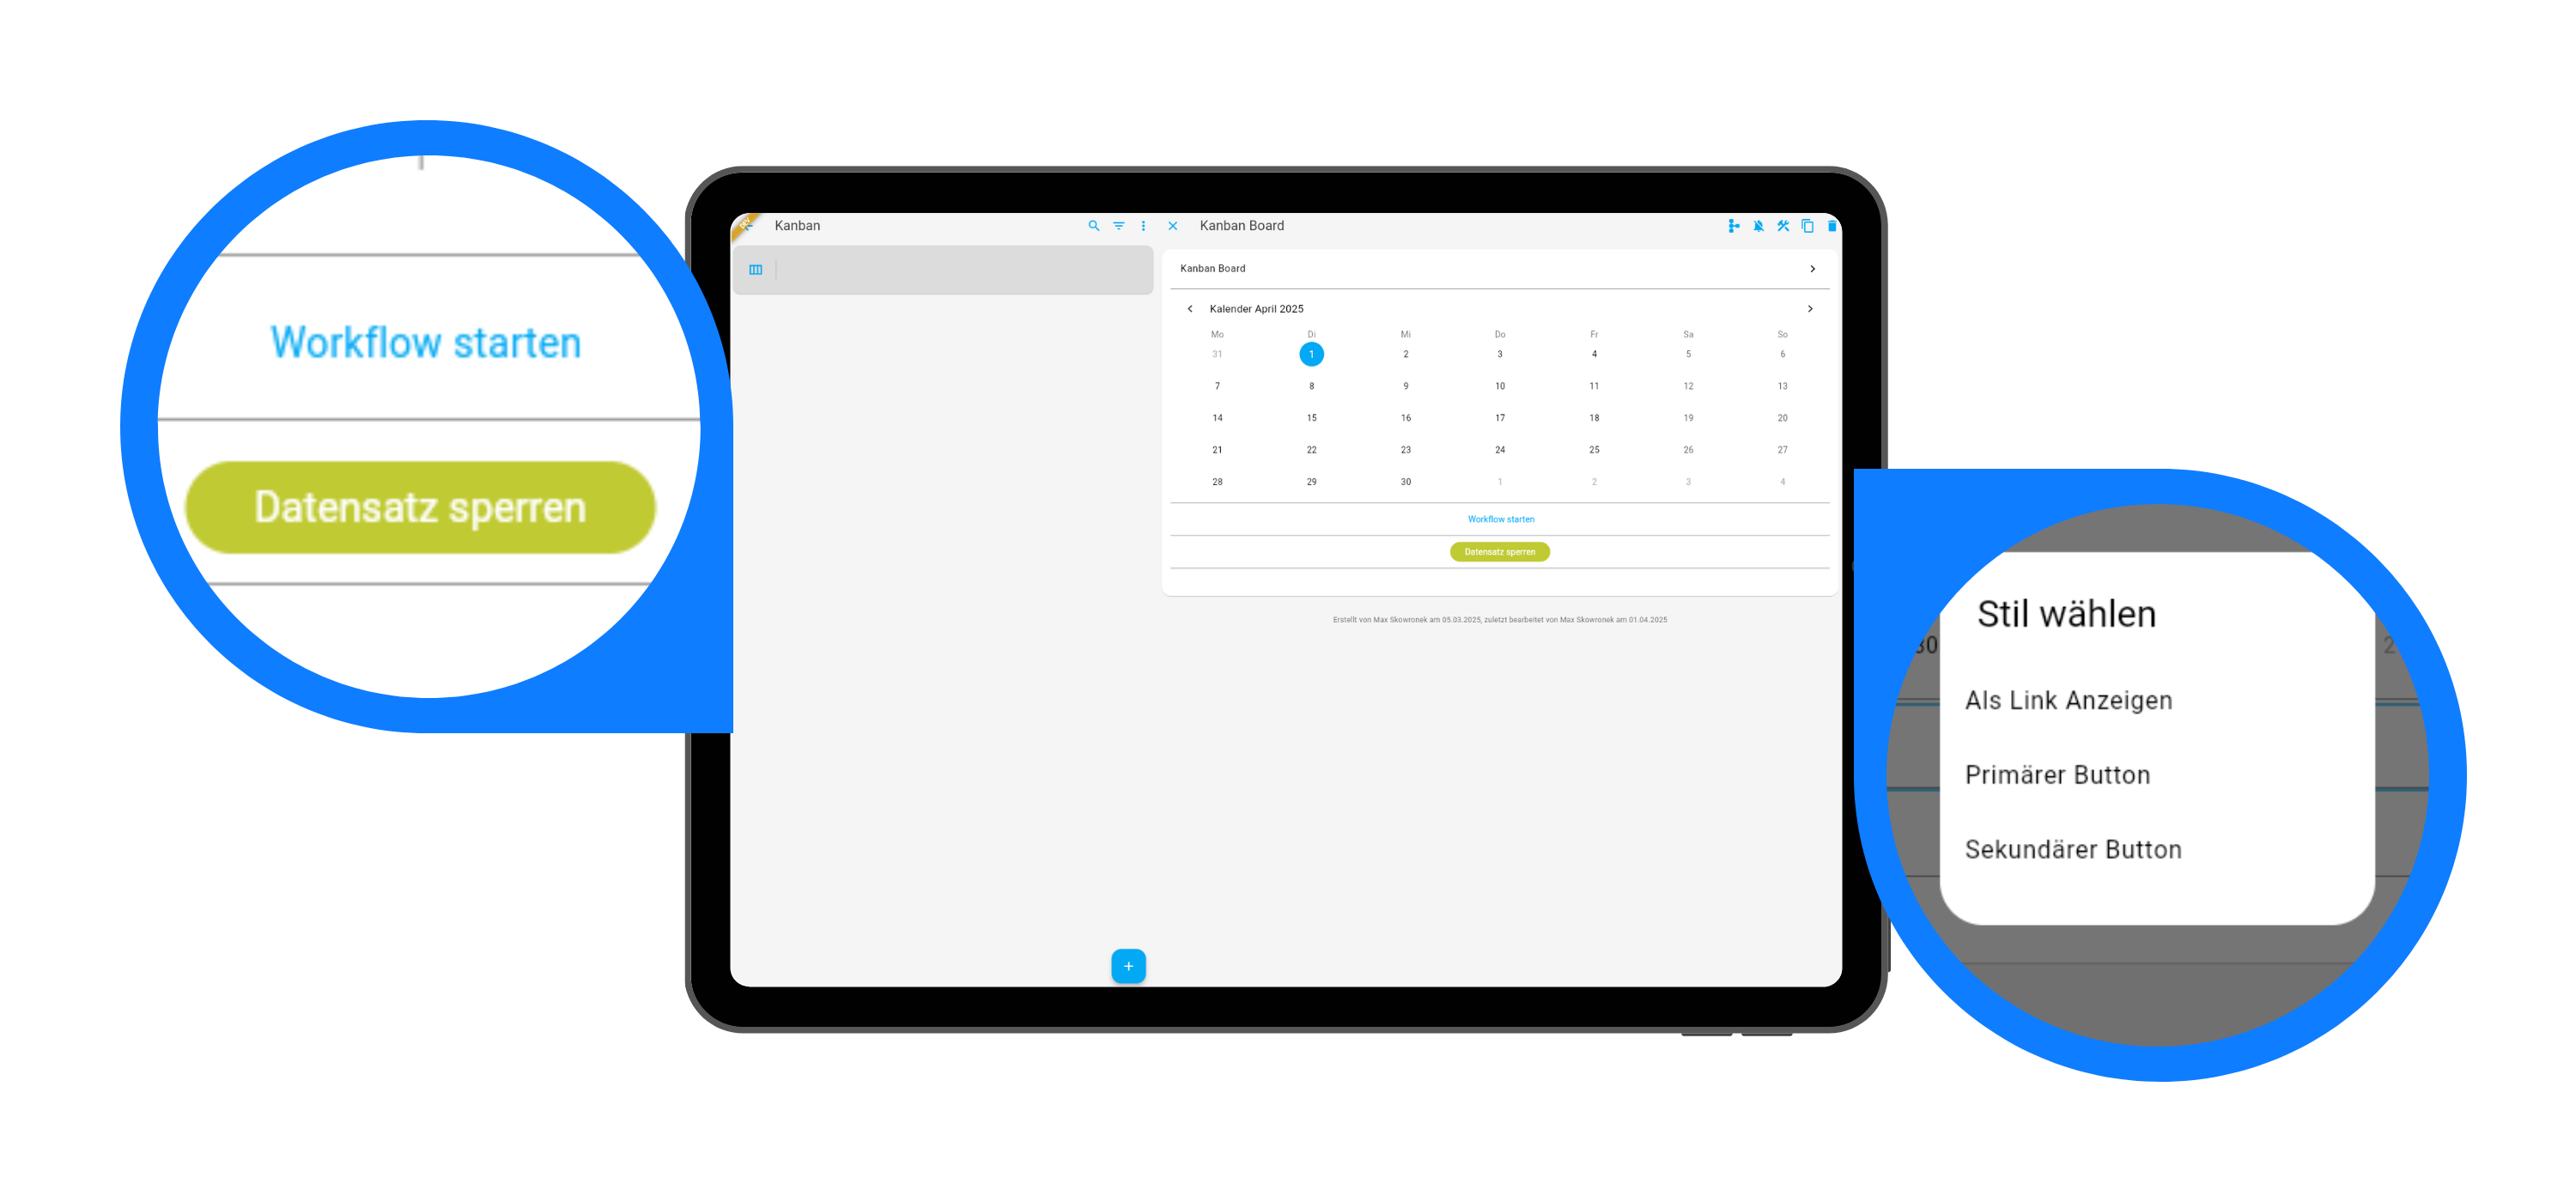 Workflow starten
Datensatz sperren
Kanban
Kanban Board
Kanban Board
Kalender April 2025
Mo Di Mi Do Fr Sa So
31 1 2 3 4 5 6
7 8 9 10 11 12 13
14 15 16 17 18 19 20
21 22 23 24 25 26 27
28 29 30 1 2 3 4
Workflow starten
Datensatz sperren
Erstellt von Max Skowronek am 05.03.2025, zuletzt bearbeitet von Max Skowronek am 01.04.2025
Stil wählen
Als Link Anzeigen
Primärer Button
Sekundärer Button